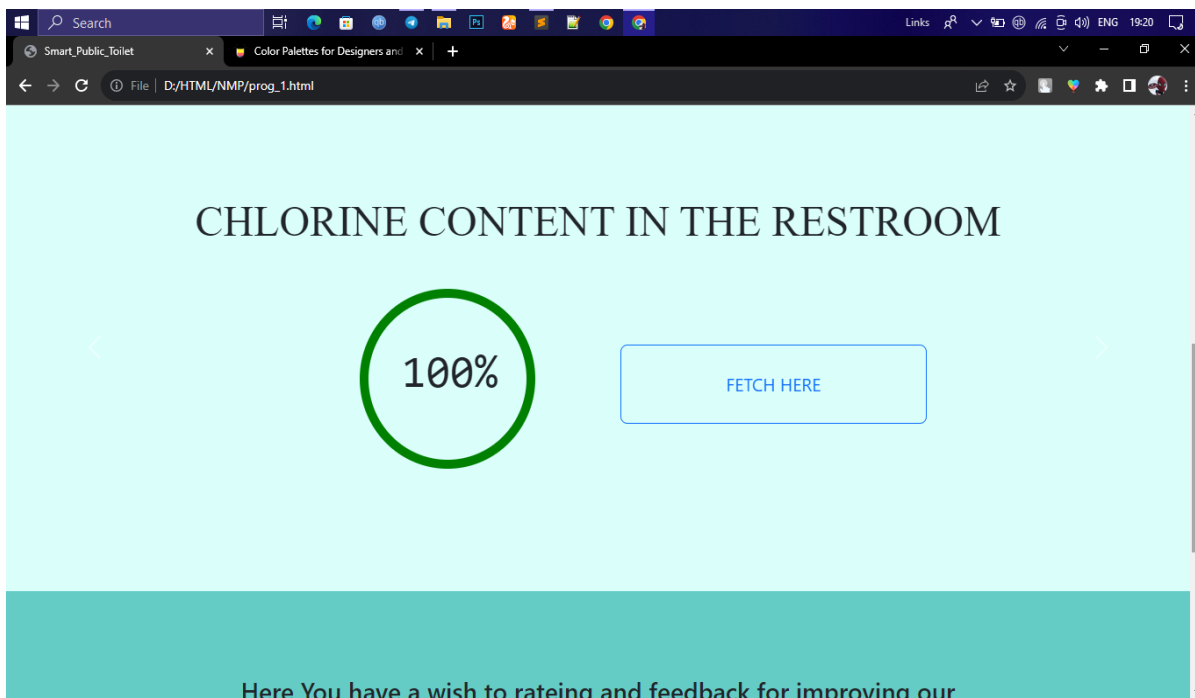 Search
Links
ENG
19:20
Smart_Public_Toilet
Color Palettes for Designers and
File
D:/HTML/NMP/prog_1.html
CHLORINE CONTENT IN THE RESTROOM
100%
FETCH HERE
Here You have a wish to rateing and feedback for improving our